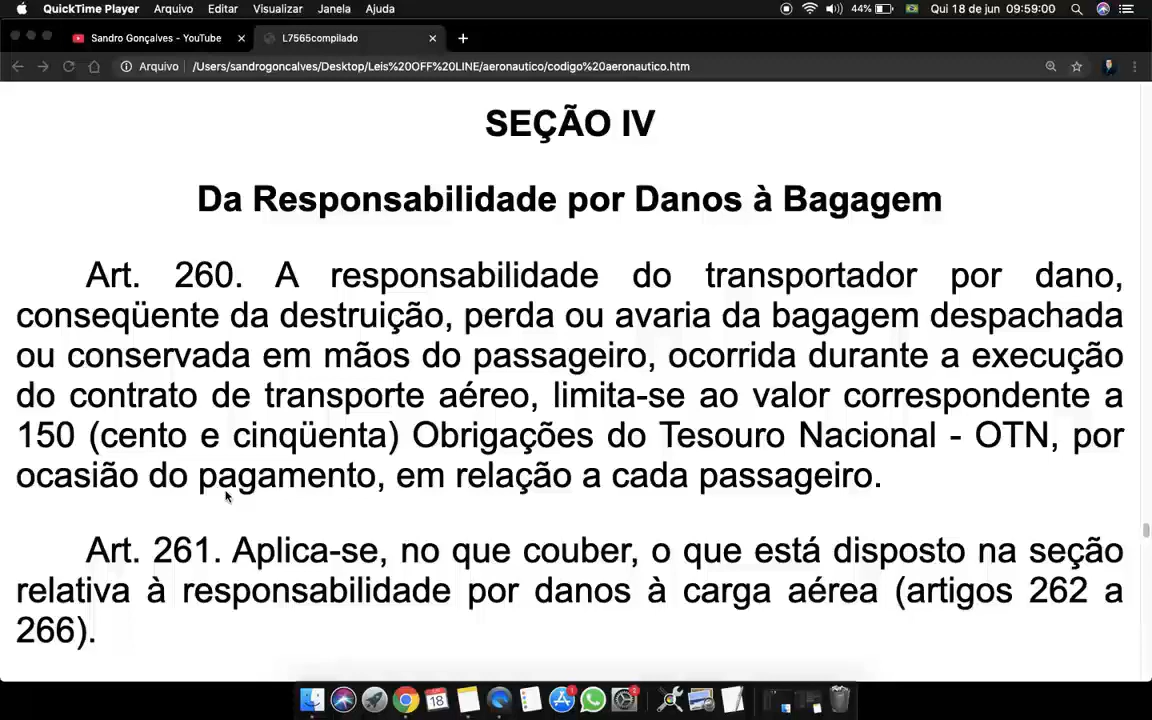 QuickTime Player Arquivo Editar Visualizar Janela Ajuda 44% Qui 18 de jun 09:59:00
Sandro Gonçalves - YouTube L7565compilado
Arquivo /Users/sandrogoncalves/Desktop/Leis%20OFF%20LINE/aeronautico/codigo%20aeronautico.htm
SEÇÃO IV
Da Responsabilidade por Danos à Bagagem
Art. 260. A responsabilidade do transportador por dano,
conseqüente da destruição, perda ou avaria da bagagem despachada
ou conservada em mãos do passageiro, ocorrida durante a execução
do contrato de transporte aéreo, limita-se ao valor correspondente a
150 (cento e cinqüenta) Obrigações do Tesouro Nacional - OTN, por
ocasião do pagamento, em relação a cada passageiro.
Art. 261. Aplica-se, no que couber, o que está disposto na seção
relativa à responsabilidade por danos à carga aérea (artigos 262 a
266).
18